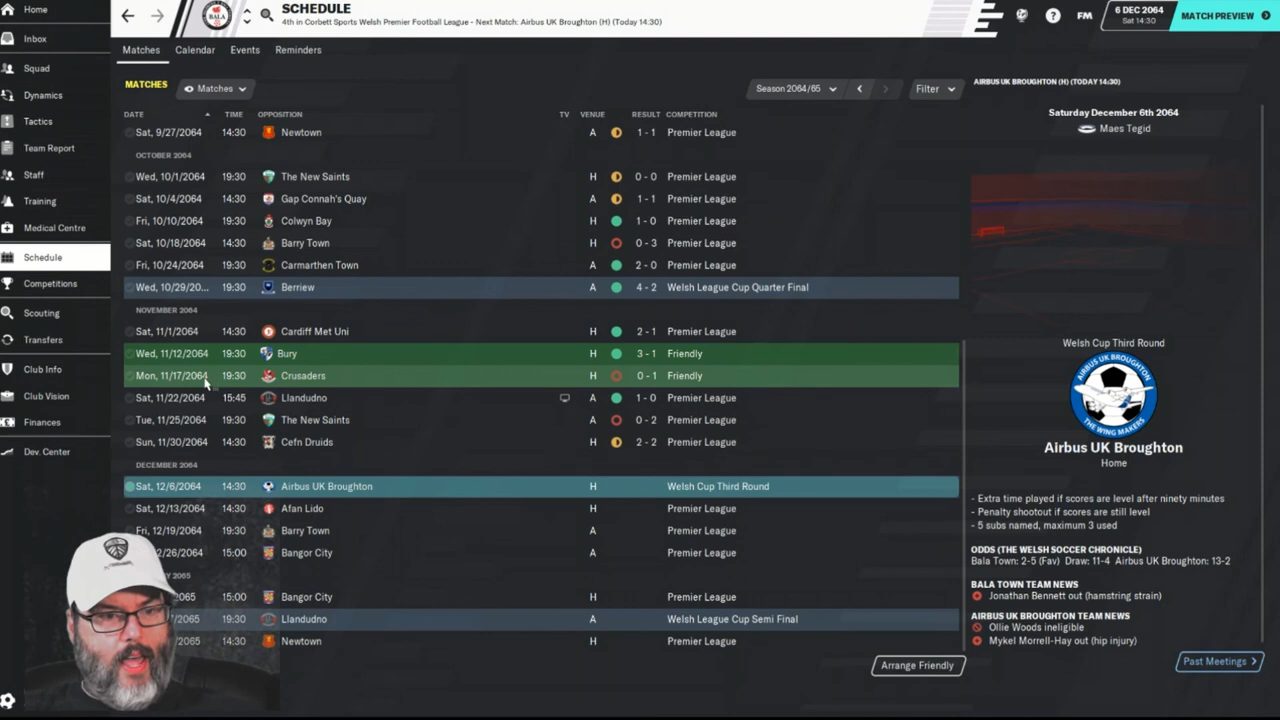 Home
Inbox
Squad
Dynamics
Tactics
Team Report
Staff
Training
Medical Centre
Schedule
Competitions
Scouting
Transfers
Club Info
Club Vision
Finances
Dev. Center
BALA
SCHEDULE
4th in Corbett Sports Welsh Premier Football League - Next Match: Airbus UK Broughton (H) (Today 14:30)
FM
6 DEC 2064
Sat 14:30
MATCH PREVIEW
Matches Calendar Events Reminders
MATCHES Matches Season 2064/65 Filter
DATE TIME OPPOSITION TV VENUE RESULT COMPETITION
Sat, 9/27/2064 14:30 Newtown A 1 - 1 Premier League
OCTOBER 2064
Wed, 10/1/2064 19:30 The New Saints H 0 - 0 Premier League
Sat, 10/4/2064 14:30 Gap Connah's Quay A 1 - 1 Premier League
Fri, 10/10/2064 19:30 Colwyn Bay H 1 - 0 Premier League
Sat, 10/18/2064 14:30 Barry Town H 0 - 3 Premier League
Fri, 10/24/2064 19:30 Carmarthen Town A 2 - 0 Premier League
Wed, 10/29/20... 19:30 Berriew A 4 - 2 Welsh League Cup Quarter Final
NOVEMBER 2064
Sat, 11/1/2064 14:30 Cardiff Met Uni H 2 - 1 Premier League
Wed, 11/12/2064 19:30 Bury H 3 - 1 Friendly
Mon, 11/17/2064 19:30 Crusaders H 0 - 1 Friendly
Sat, 11/22/2064 15:45 Llandudno A 1 - 0 Premier League
Tue, 11/25/2064 19:30 The New Saints A 0 - 2 Premier League
Sun, 11/30/2064 14:30 Cefn Druids H 2 - 2 Premier League
DECEMBER 2064
Sat, 12/6/2064 14:30 Airbus UK Broughton H Welsh Cup Third Round
Sat, 12/13/2064 14:30 Afan Lido H Premier League
Fri, 12/19/2064 19:30 Barry Town A Premier League
12/26/2064 15:00 Bangor City A Premier League
2065
2065 15:00 Bangor City H Premier League
/2065 19:30 Llandudno A Welsh League Cup Semi Final
/2065 14:30 Newtown H Premier League
Arrange Friendly
AIRBUS UK BROUGHTON (H) (TODAY 14:30)
Saturday December 6th 2064
Maes Tegid
Welsh Cup Third Round
AIRBUS UK BROUGHTON
THE WING MAKERS
Airbus UK Broughton
Home
- Extra time played if scores are level after ninety minutes
- Penalty shootout if scores are still level
- 5 subs named, maximum 3 used
ODDS (THE WELSH SOCCER CHRONICLE)
Bala Town: 2-5 (Fav) Draw: 11-4 Airbus UK Broughton: 13-2
BALA TOWN TEAM NEWS
Jonathan Bennett out (hamstring strain)
AIRBUS UK BROUGHTON TEAM NEWS
Ollie Woods ineligible
Mykel Morrell-Hay out (hip injury)
Past Meetings